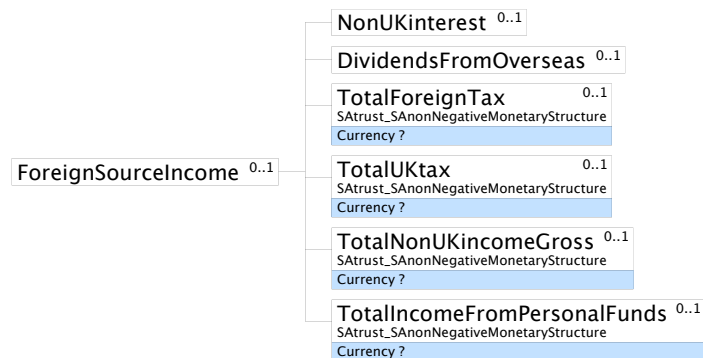 NonUKinterest 0..1
DividendsFromOverseas 0..1
TotalForeignTax 0..1
SAtrust_SAnonNegativeMonetaryStructure
Currency ?
ForeignSourceIncome 0..1
TotalUKtax 0..1
SAtrust_SAnonNegativeMonetaryStructure
Currency ?
TotalNonUKincomeGross 0..1
SAtrust_SAnonNegativeMonetaryStructure
Currency ?
TotalIncomeFromPersonalFunds 0..1
SAtrust_SAnonNegativeMonetaryStructure
Currency ?